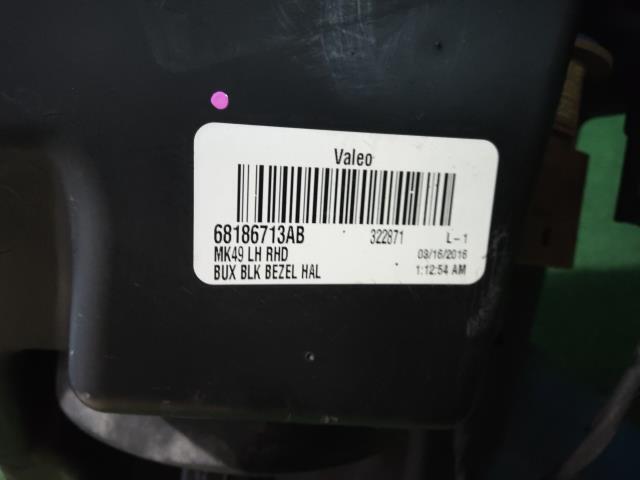 Valeo
68186713AB 322871 L-1
MK49 LH RHD 03/16/2016
BUX BLK BEZEL HAL 1:12:54 AM